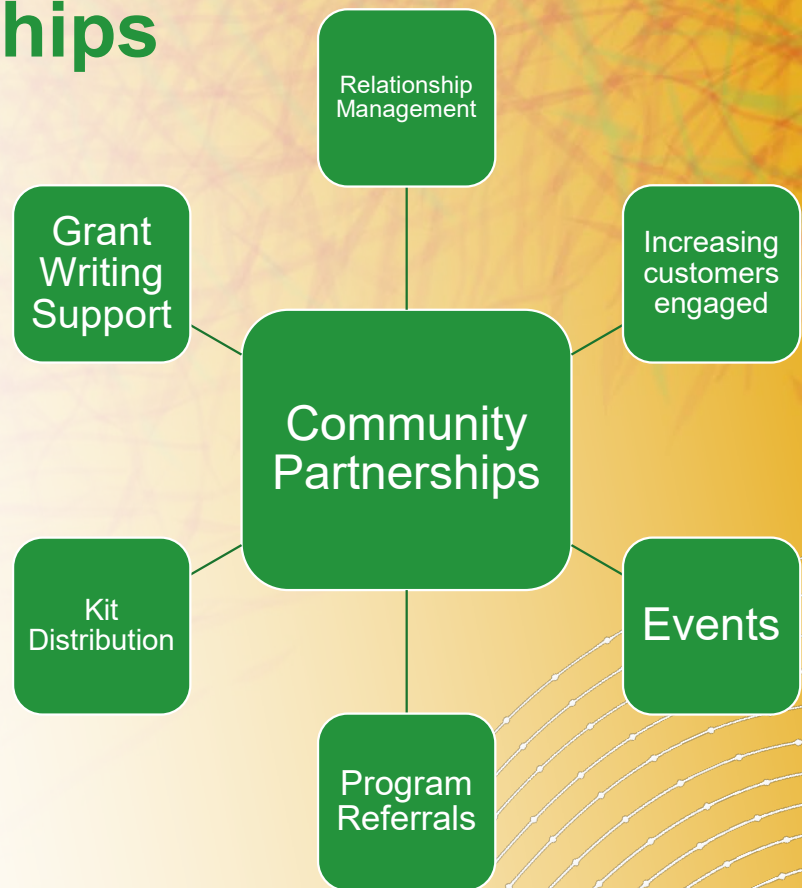 hips
Relationship
Management
Grant
Writing
Support
Increasing
customers
engaged
Community
Partnerships
Kit
Distribution
Events
Program
Referrals